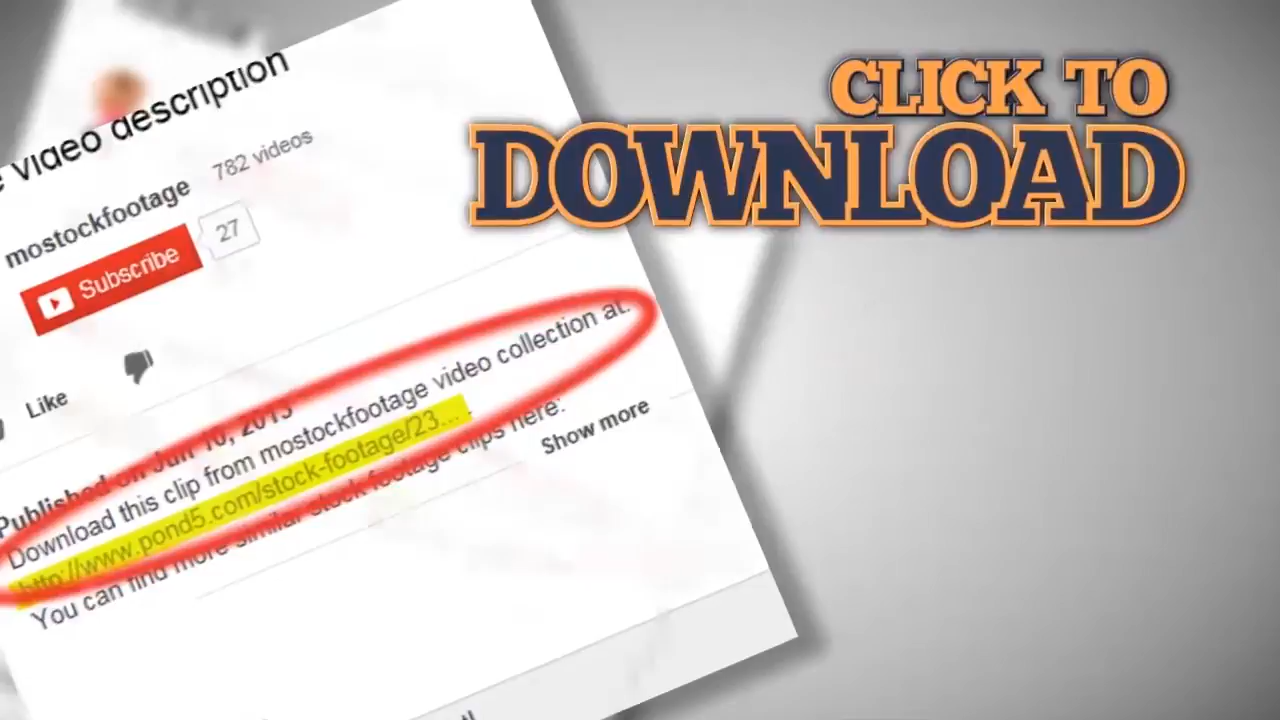 CLICK TO
DOWNLOAD
video description
mostockfootage 782 videos
Subscribe 27
Like
Published on Jun 10, 2013
Download this clip from mostockfootage video collection at:
http://www.pond5.com/stock-footage/23...
You can find more similar stock footage clips here:
Show more